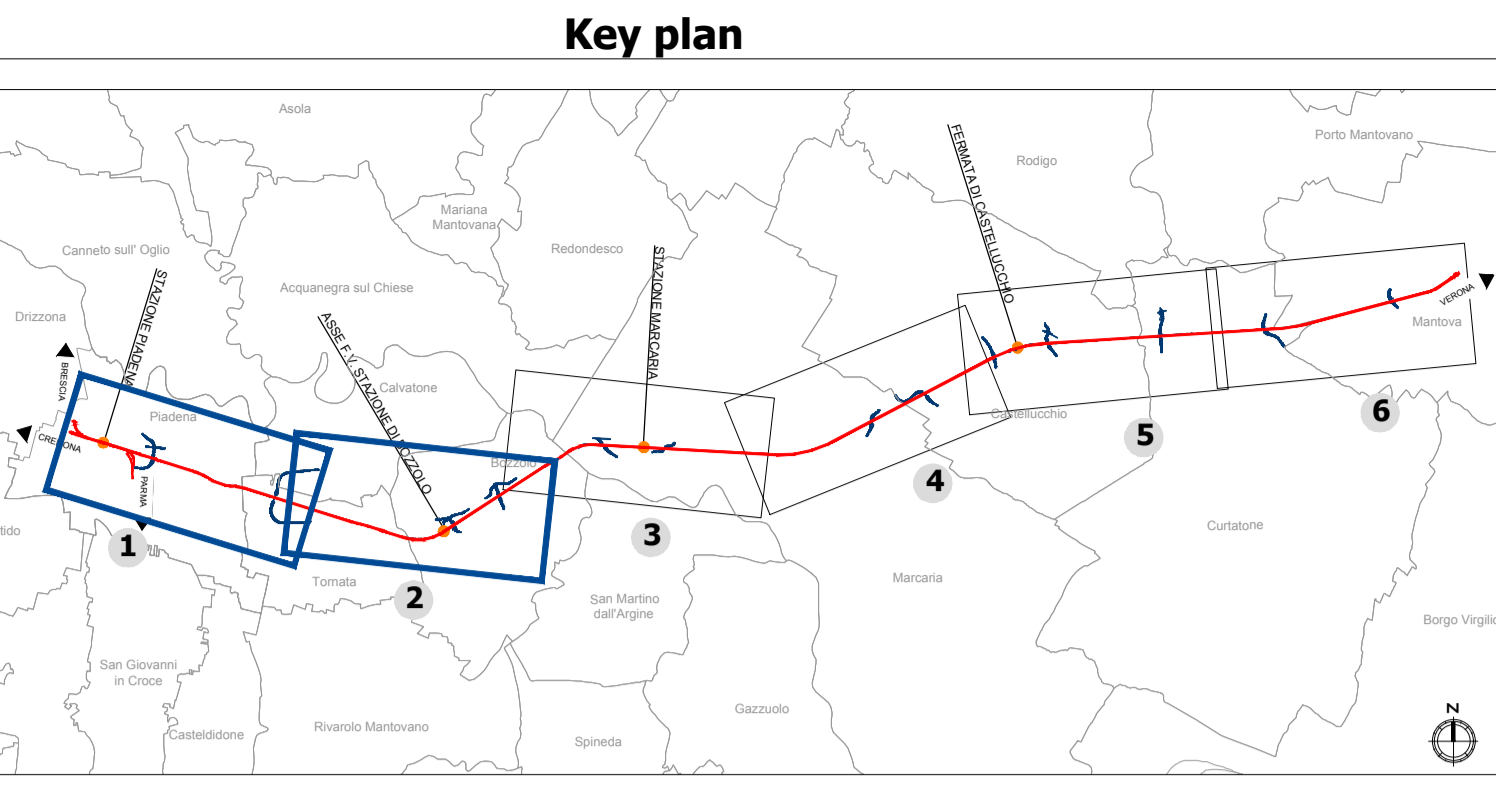 Key plan
Asola
Porto Mantovano
Rodigo
FERMATA DI CASTELLUCCHIO
Mariana
Mantovana
Canneto sull' Oglio
Redondesco
STAZIONE MARCARIA
STAZIONE PIADENA
Acquanegra sul Chiese
VERONA
Drizzona
ASSE F.V. STAZIONE DI BOZZOLO
Mantova
BRESCIA
Calvatone
Piadena
Castellucchio
6
CREMONA
5
Bozzolo
4
PARMA
Curtatone
tido
3
1
Marcaria
Tornata
2
San Martino
dall'Argine
Borgo Virgilio
San Giovanni
in Croce
Gazzuolo
Rivarolo Mantovano
Casteldidone
Spineda
N